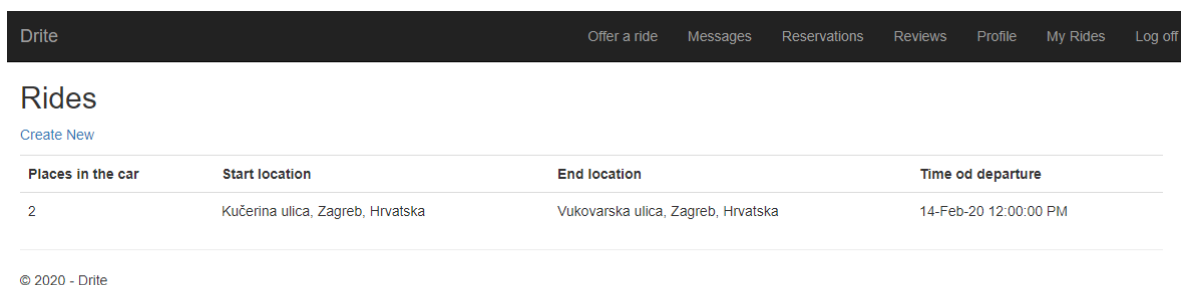 Drite Offer a ride Messages Reservations Reviews Profile My Rides Log off
Rides
Create New
Places in the car Start location End location Time od departure
2 Kučerina ulica, Zagreb, Hrvatska Vukovarska ulica, Zagreb, Hrvatska 14-Feb-20 12:00:00 PM
© 2020 - Drite